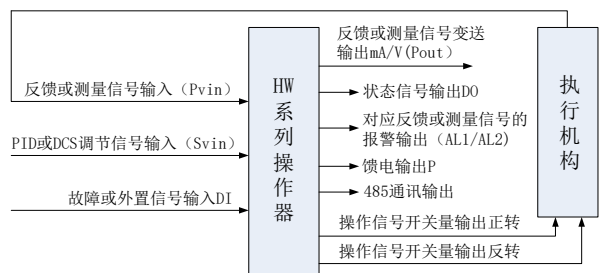 反馈或测量信号变送
输出mA/V(Pout)
反馈或测量信号输入（Pvin)
HW
系
列
操
作
器
执
行
机
构
状态信号输出DO
对应反馈或测量信号的
报警输出（AL1/AL2)
PID或DCS调节信号输入（Svin)
馈电输出P
485通讯输出
故障或外置信号输入DI
操作信号开关量输出正转
操作信号开关量输出反转